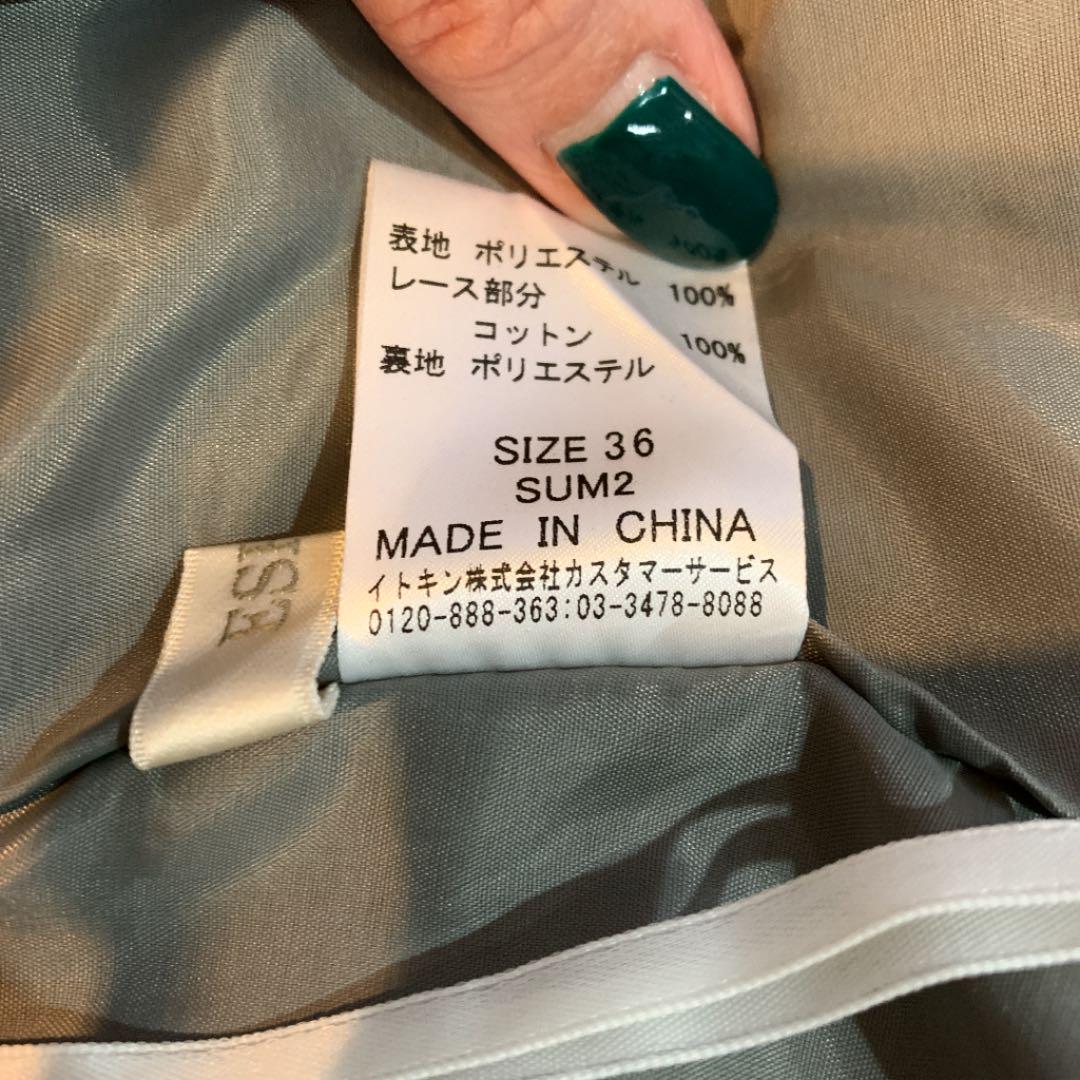 表地 ポリエステル
レース部分
コットン 100%
裏地 ポリエステル 100%
SIZE 36
SUM2
MADE IN CHINA
イトキン株式会社カスタマーサービス
0120-888-363:03-3478-8088
ES